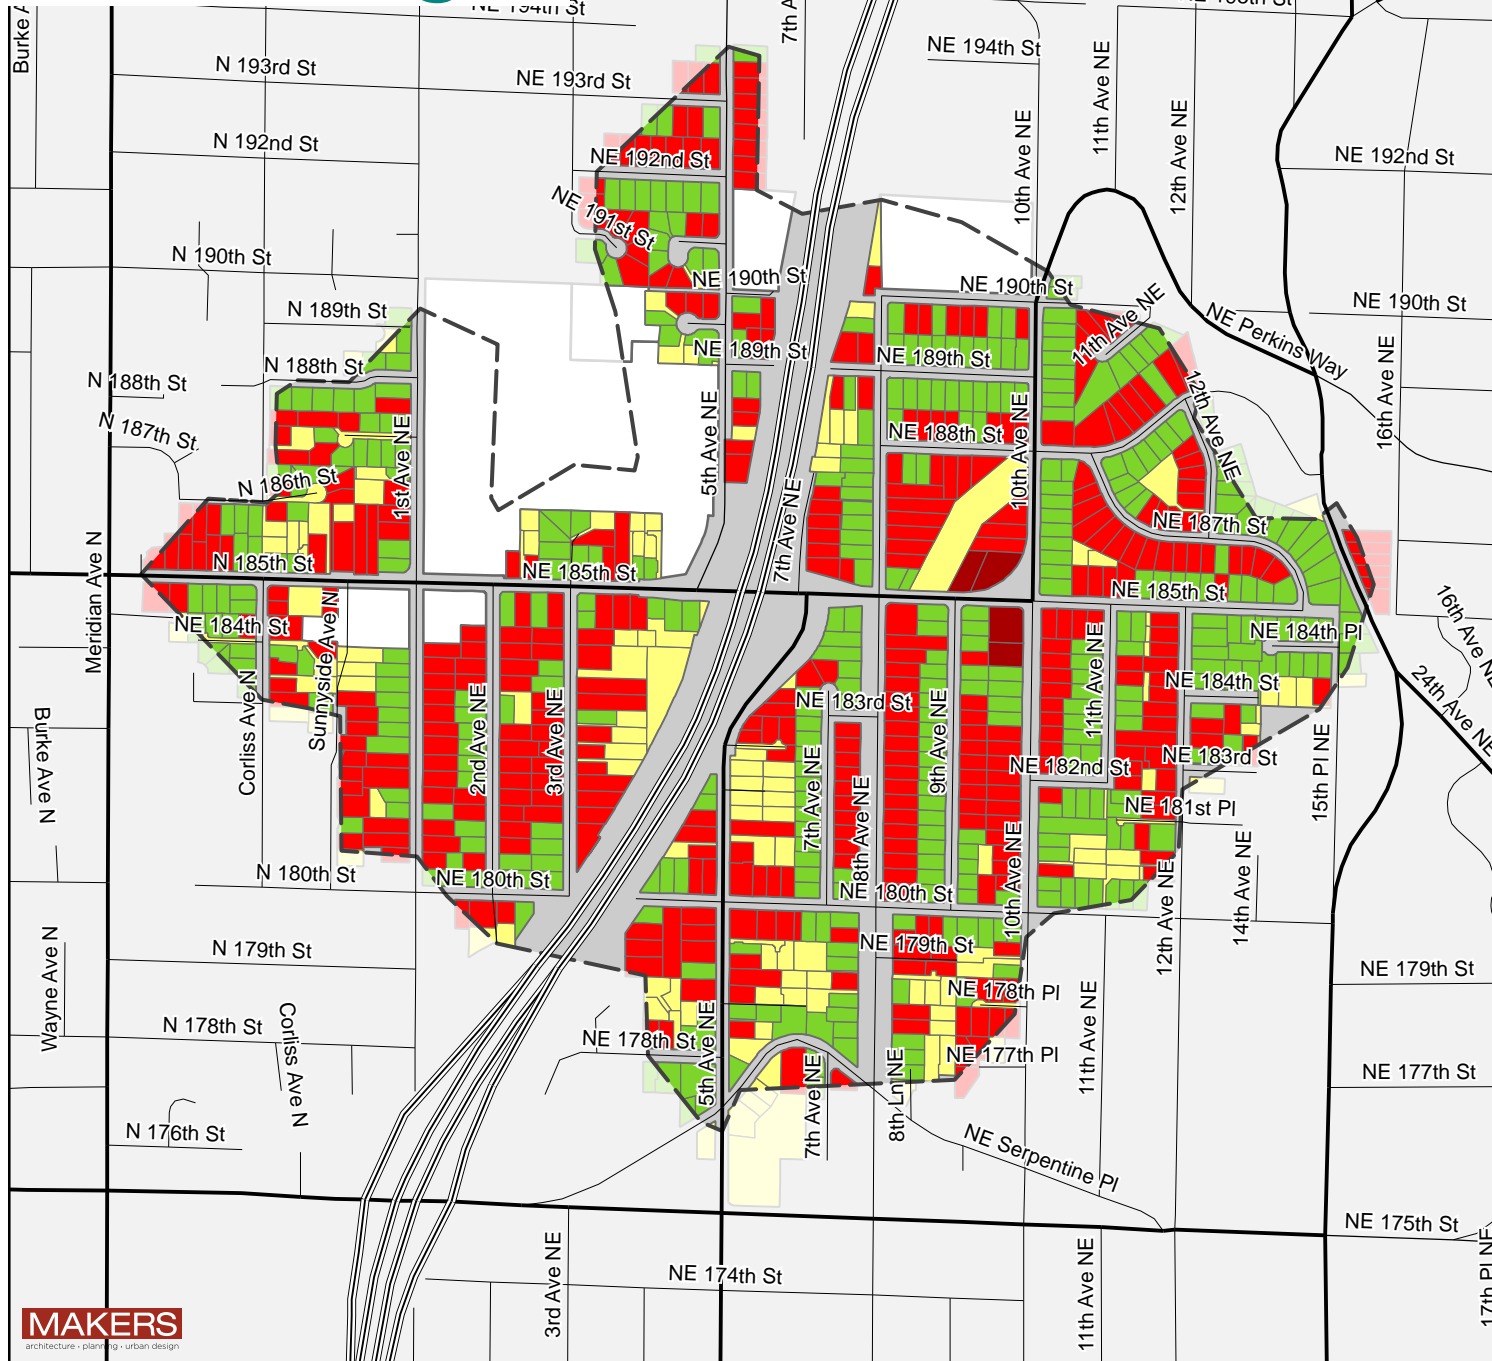 NE 194th St
Burke A
7th A
NE 194th St
N 193rd St
NE 193rd St
11th Ave NE
10th Ave NE
12th Ave NE
N 192nd St
NE 192nd St
NE 192nd St
NE 191st St
N 190th St
NE 190th St
NE 190th St
NE 190th St
11th Ave NE
NE Perkins Way
N 189th St
NE 189th St
NE 189th St
16th Ave NE
N 188th St
N 188th St
12th Ave NE
10th Ave NE
5th Ave NE
1st Ave NE
N 187th St
NE 188th St
N 186th St
7th Ave NE
NE 187th St
Meridian Ave N
N 185th St
NE 185th St
NE 185th St
16th Ave NE
N 184th St
Sunnyside Ave N
11th Ave NE
NE 184th Pl
24th Ave NE
Corliss Ave N
2nd Ave NE
3rd Ave NE
NE 183rd St
9th Ave NE
NE 184th St
Burke Ave N
7th Ave NE
8th Ave NE
NE 182nd St
NE 183rd St
15th Pl NE
NE 181st Pl
N 180th St
NE 180th St
NE 180th St
10th Ave NE
12th Ave NE
14th Ave NE
Wayne Ave N
N 179th St
NE 179th St
NE 179th St
N 178th St
Corliss Ave N
NE 178th St
5th Ave NE
NE 178th Pl
11th Ave NE
NE 177th Pl
NE 177th St
7th Ave NE
8th Ln NE
N 176th St
NE Serpentine Pl
NE 175th St
3rd Ave NE
NE 174th St
11th Ave NE
17th Pl NE
MAKERS
architecture • planning • urban design